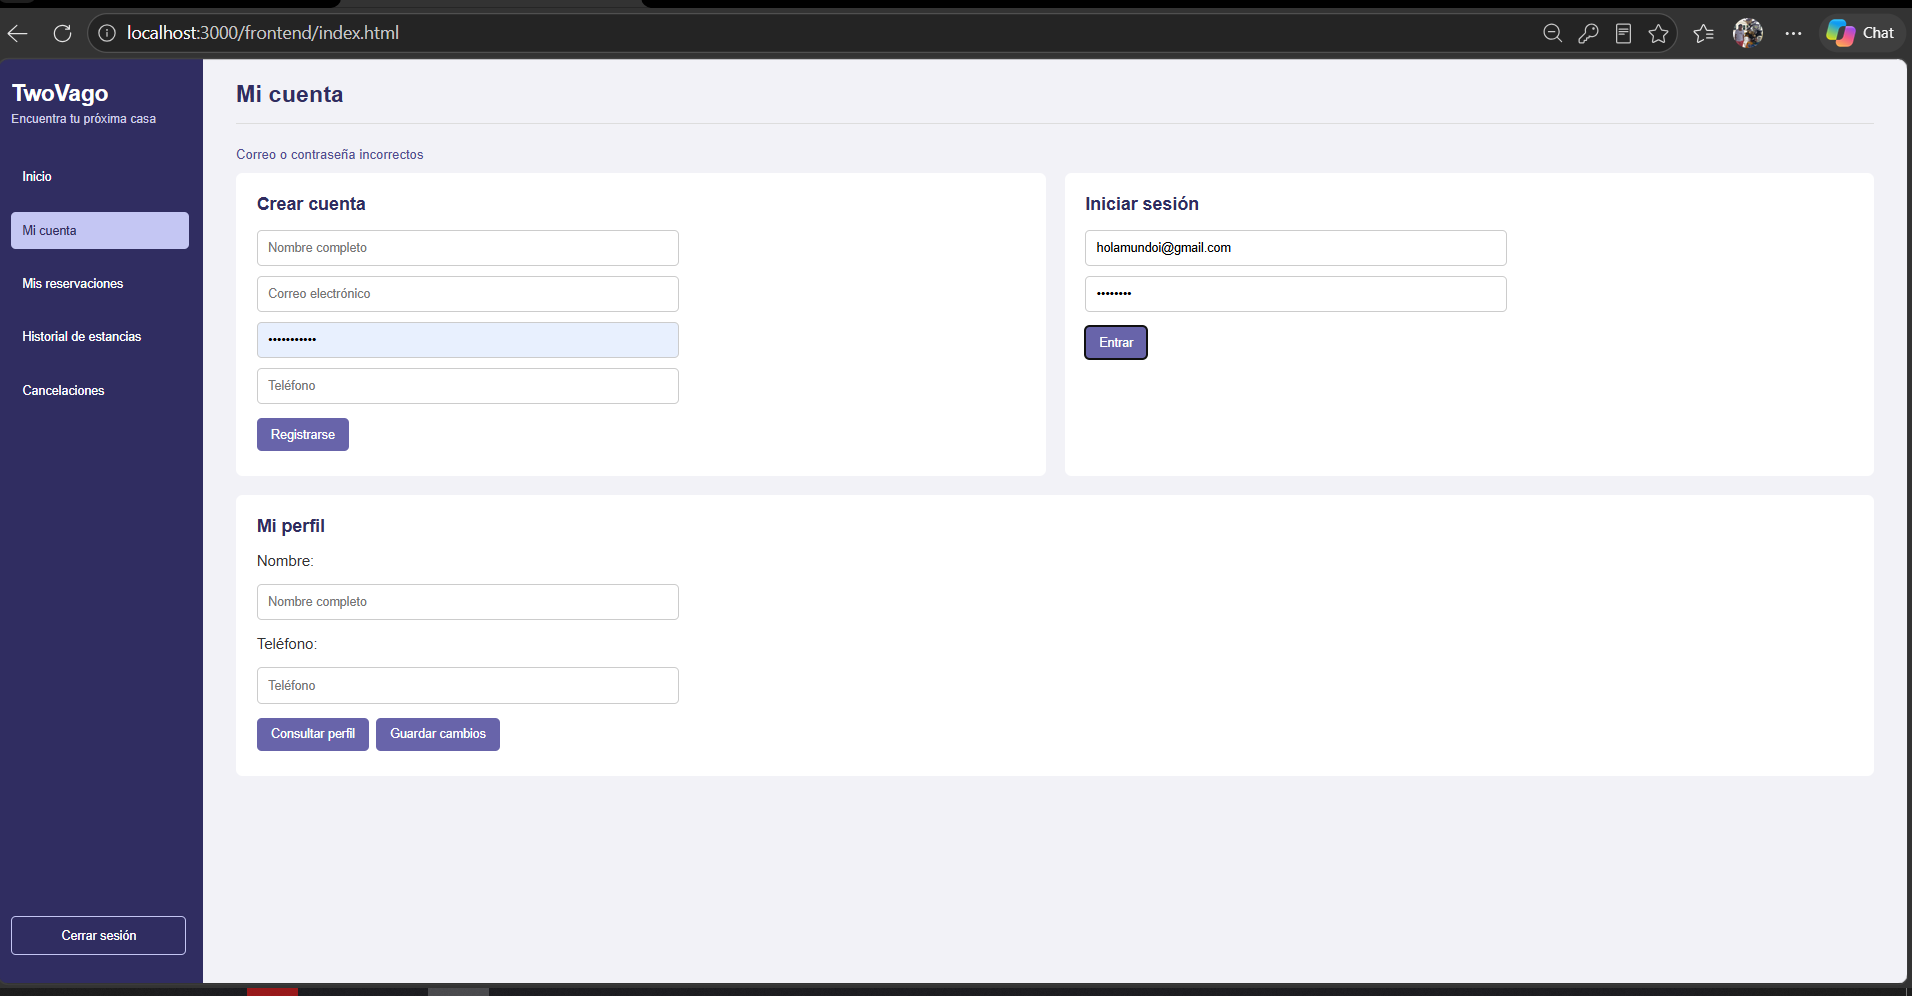 localhost:3000/frontend/index.html
Chat
TwoVago
Encuentra tu próxima casa
Inicio
Mi cuenta
Mis reservaciones
Historial de estancias
Cancelaciones
Cerrar sesión
Mi cuenta
Correo o contraseña incorrectos
Crear cuenta
Nombre completo
Correo electrónico
•••••••••••
Teléfono
Registrarse
Iniciar sesión
holamundoi@gmail.com
••••••••
Entrar
Mi perfil
Nombre:
Nombre completo
Teléfono:
Teléfono
Consultar perfil Guardar cambios